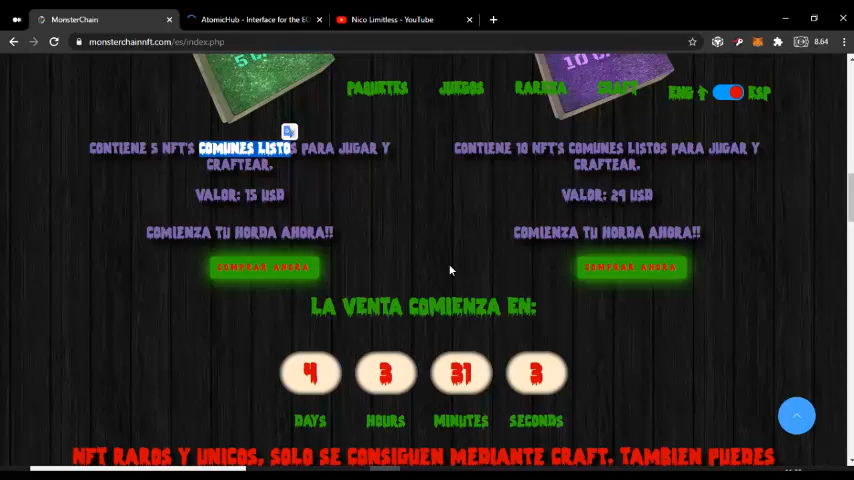 MonsterChain
AtomicHub - Interface for the EO
Nico Limitless - YouTube
monsterchainnft.com/es/index.php
8.64
5
10
PAQUETES JUEGOS RAREZA CRAFT ENG ESP
CONTIENE 5 NFT'S COMUNES LISTOS PARA JUGAR Y
CRAFTEAR.
VALOR: 15 USD
COMIENZA TU HORDA AHORA!!
COMPRAR AHORA
CONTIENE 10 NFT'S COMUNES LISTOS PARA JUGAR Y
CRAFTEAR.
VALOR: 29 USD
COMIENZA TU HORDA AHORA!!
COMPRAR AHORA
LA VENTA COMIENZA EN:
4 3 31 3
DAYS HOURS MINUTES SECONDS
NFT RAROS Y UNICOS, SOLO SE CONSIGUEN MEDIANTE CRAFT. TAMBIEN PUEDES